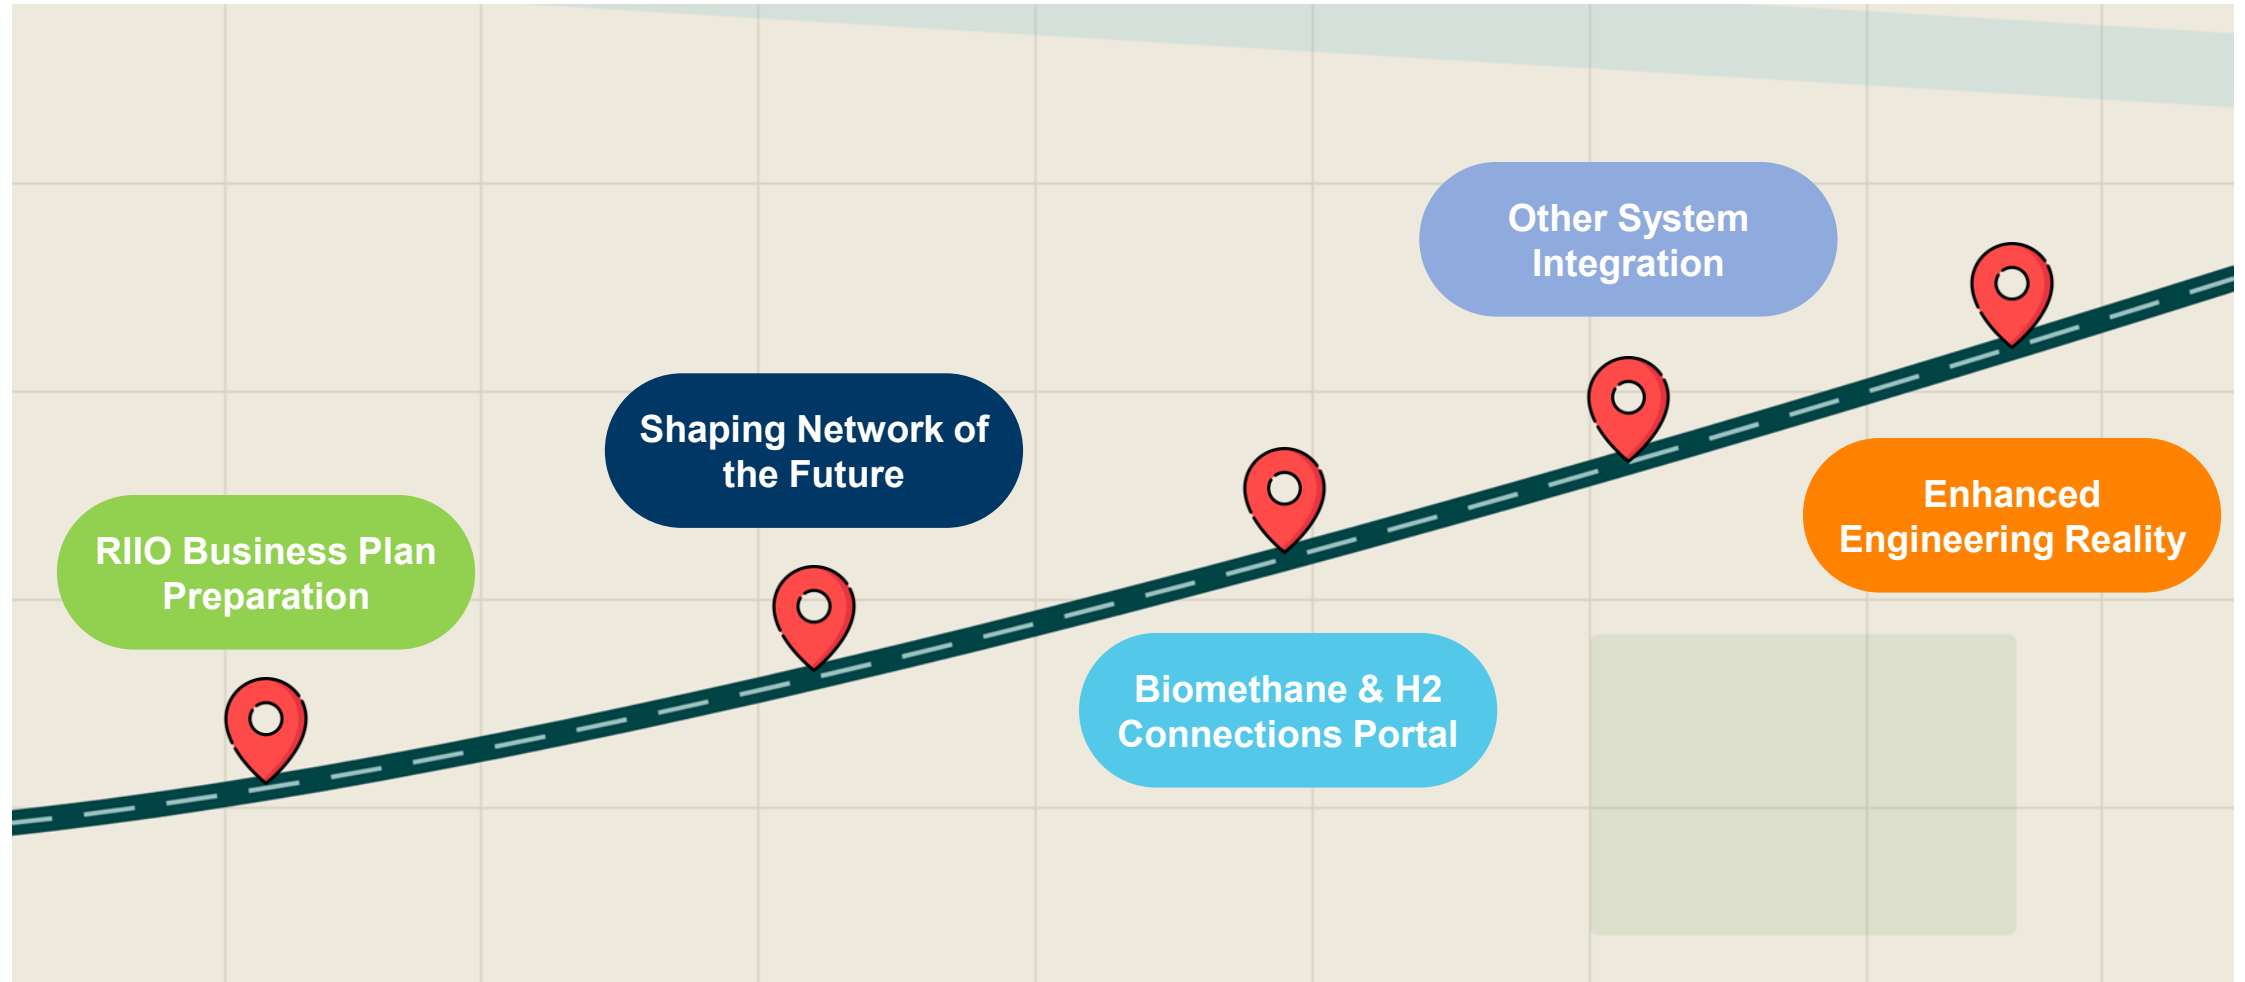 RIIO Business Plan
Preparation
Shaping Network of
the Future
Biomethane & H2
Connections Portal
Other System
Integration
Enhanced
Engineering Reality